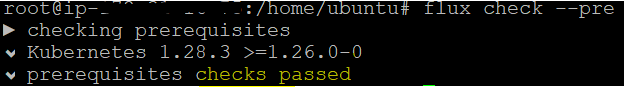 root@ip-:/home/ubuntu# flux check --pre
► checking prerequisites
✔ Kubernetes 1.28.3 >=1.26.0-0
✔ prerequisites checks passed